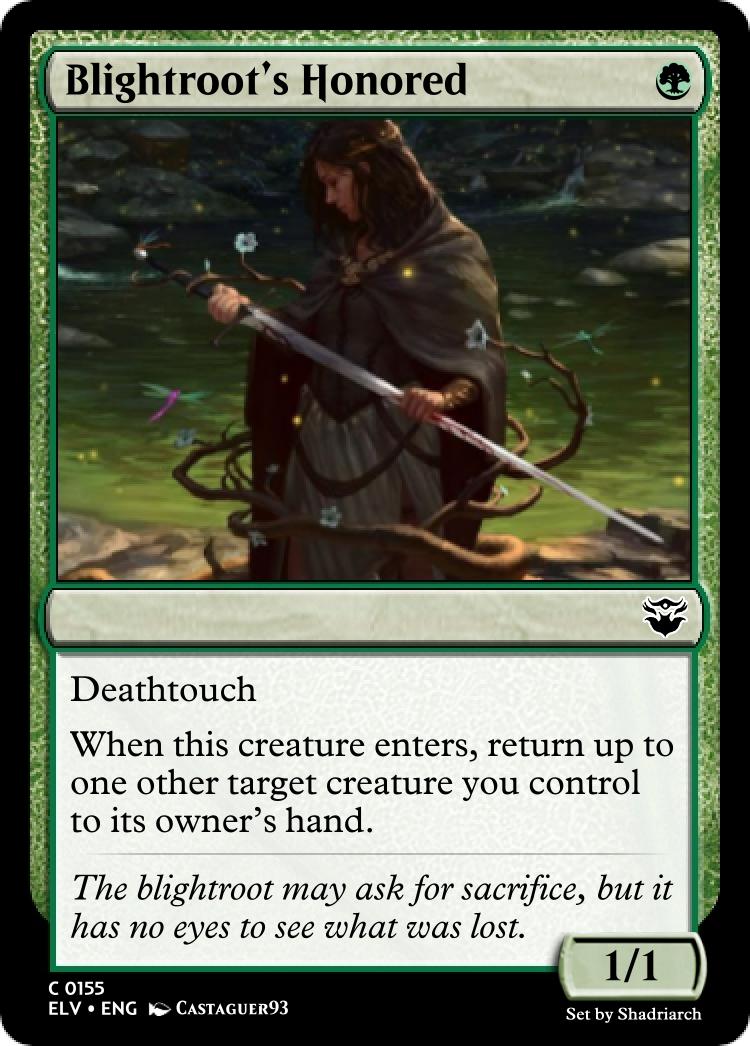 Blightroot's Honored
Deathtouch
When this creature enters, return up to
one other target creature you control
to its owner's hand.
The blightroot may ask for sacrifice, but it
has no eyes to see what was lost.
1/1
C 0155
ELV • ENG Castaguer93
Set by Shadriarch